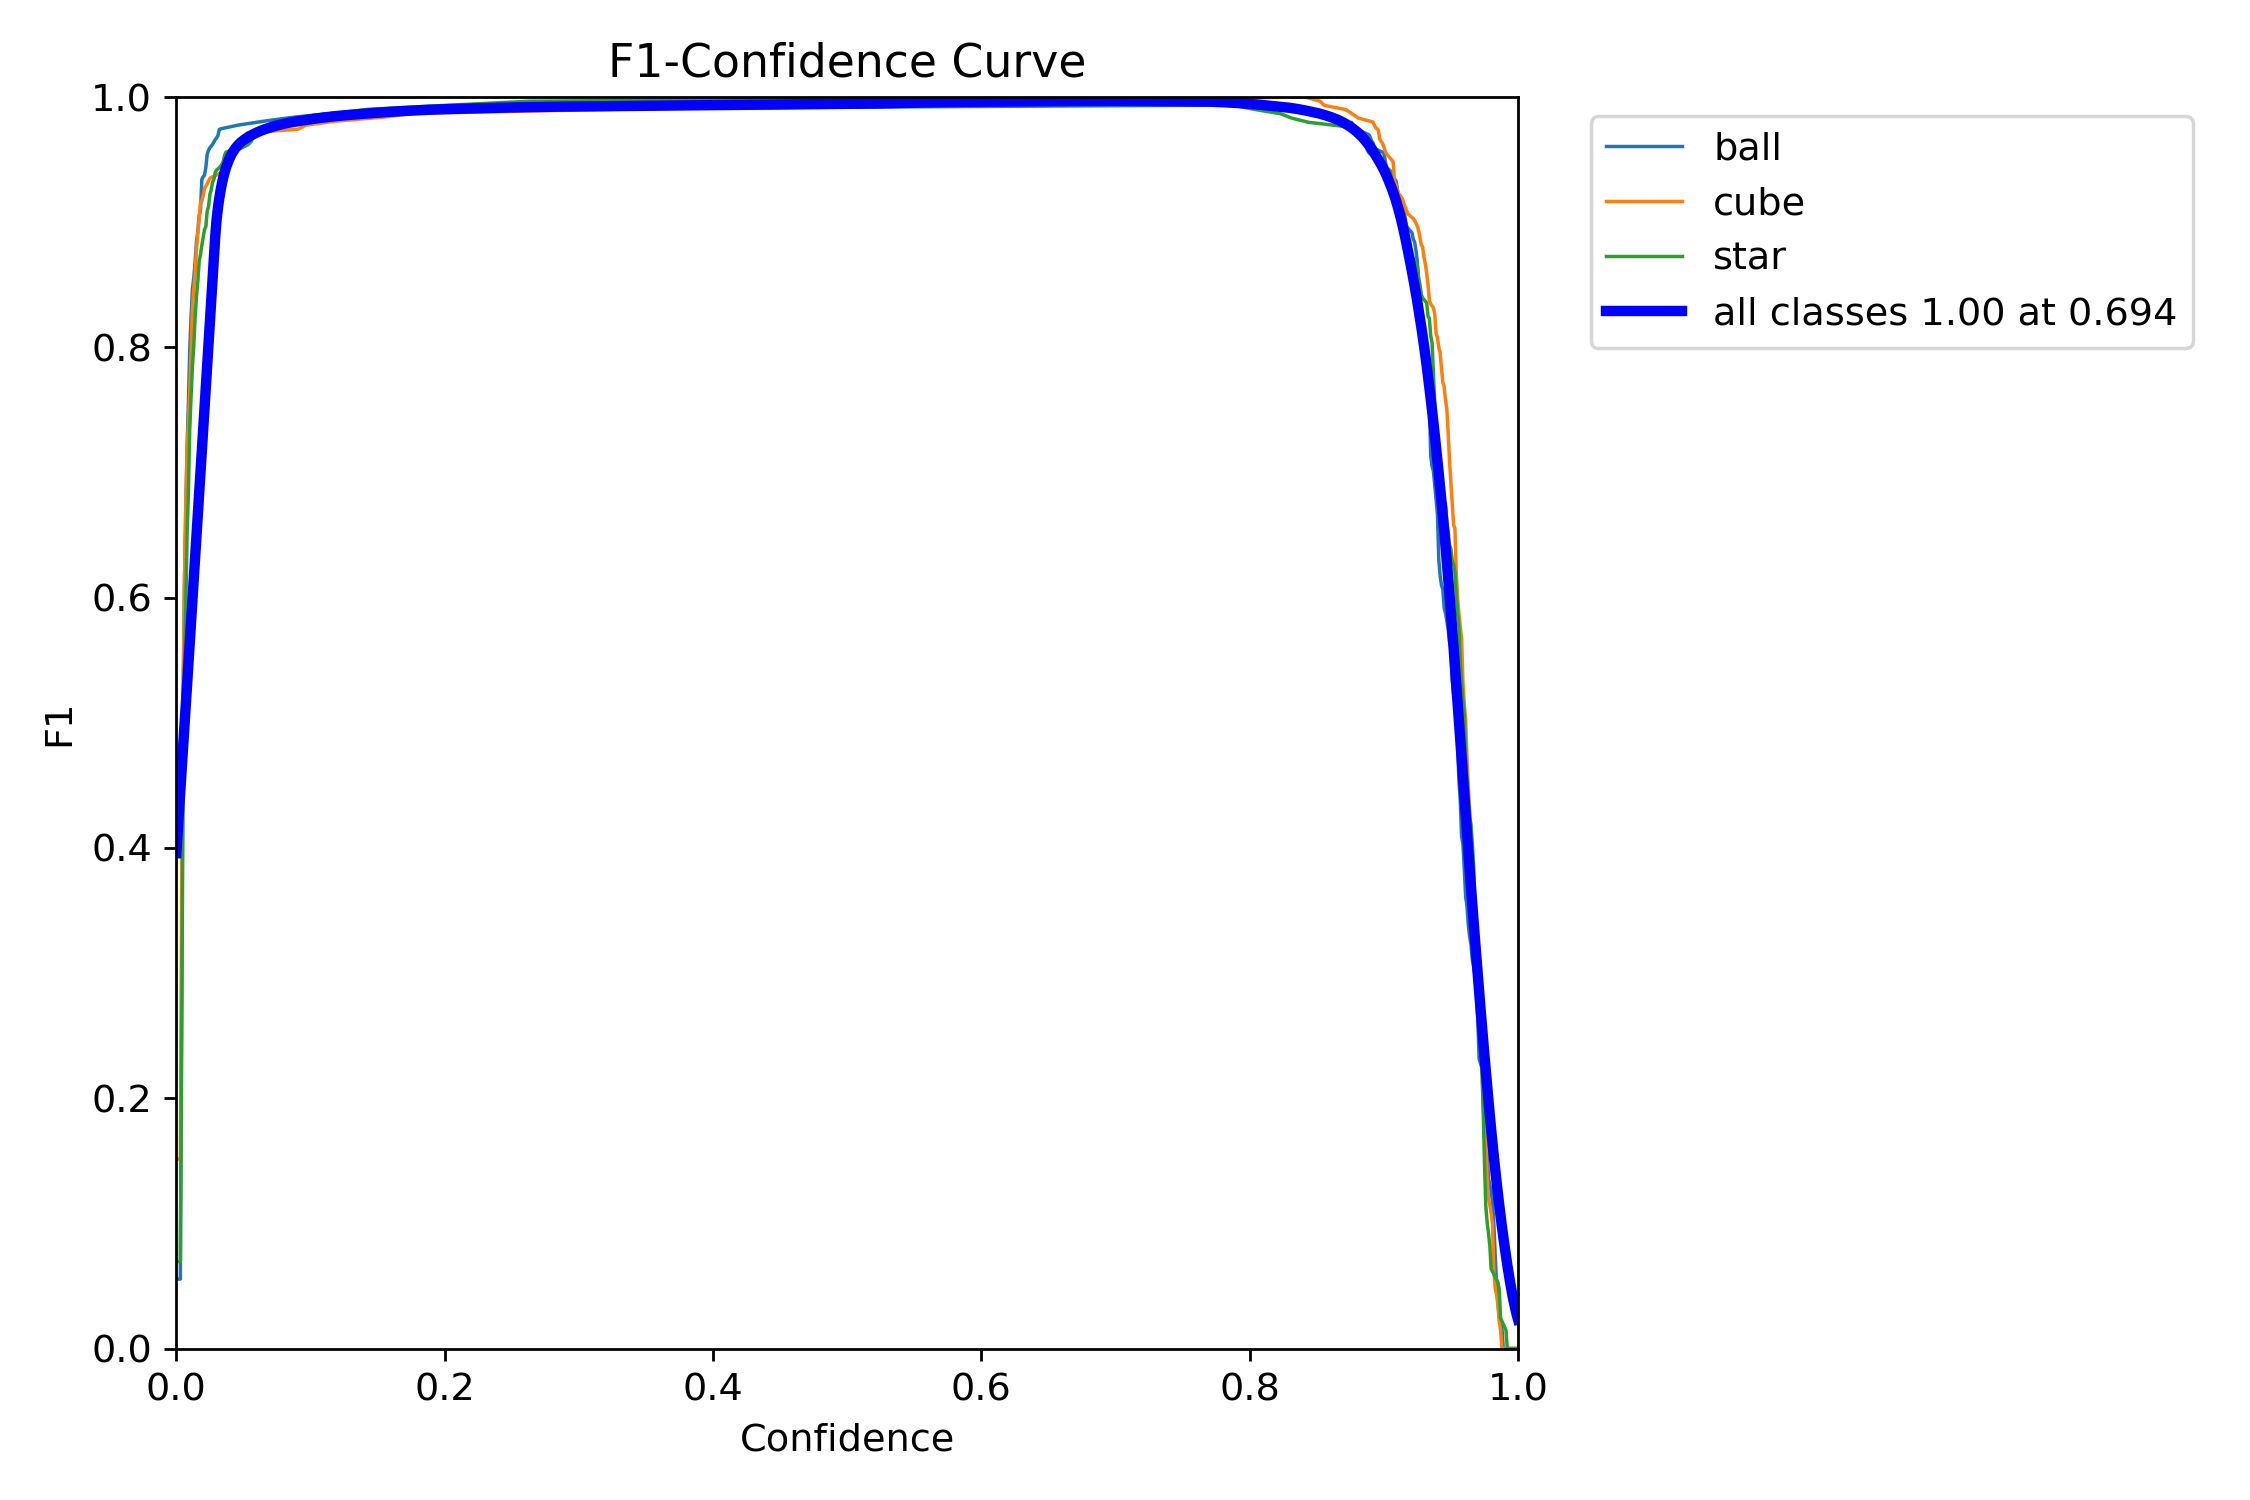 F1-Confidence Curve
ball
cube
star
all classes 1.00 at 0.694
1.0
0.8
0.6
0.4
0.2
0.0
F1
0.0 0.2 0.4 0.6 0.8 1.0
Confidence